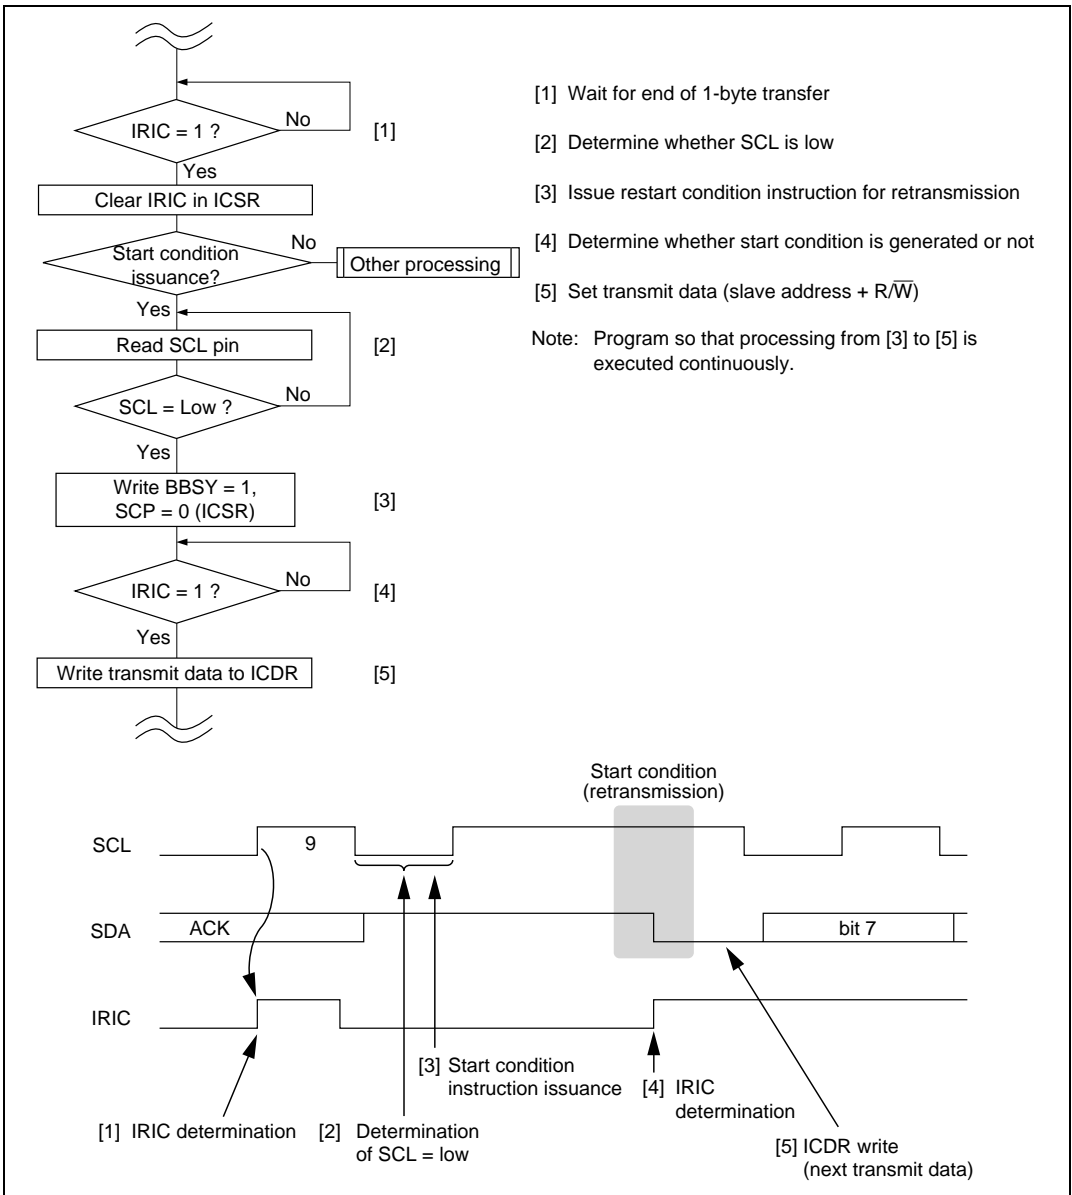 IRIC = 1 ?
No
[1]
Yes
Clear IRIC in ICSR
Start condition
issuance?
No
Other processing
Yes
Read SCL pin
[2]
SCL = Low ?
No
Yes
Write BBSY = 1,
SCP = 0 (ICSR)
[3]
IRIC = 1 ?
No
[4]
Yes
Write transmit data to ICDR
[5]
[1] Wait for end of 1-byte transfer
[2] Determine whether SCL is low
[3] Issue restart condition instruction for retransmission
[4] Determine whether start condition is generated or not
[5] Set transmit data (slave address + R/W̅)
Note: Program so that processing from [3] to [5] is
executed continuously.
Start condition
(retransmission)
SCL
9
SDA
ACK
bit 7
IRIC
[3] Start condition
instruction issuance
[4] IRIC
determination
[1] IRIC determination
[2] Determination
of SCL = low
[5] ICDR write
(next transmit data)